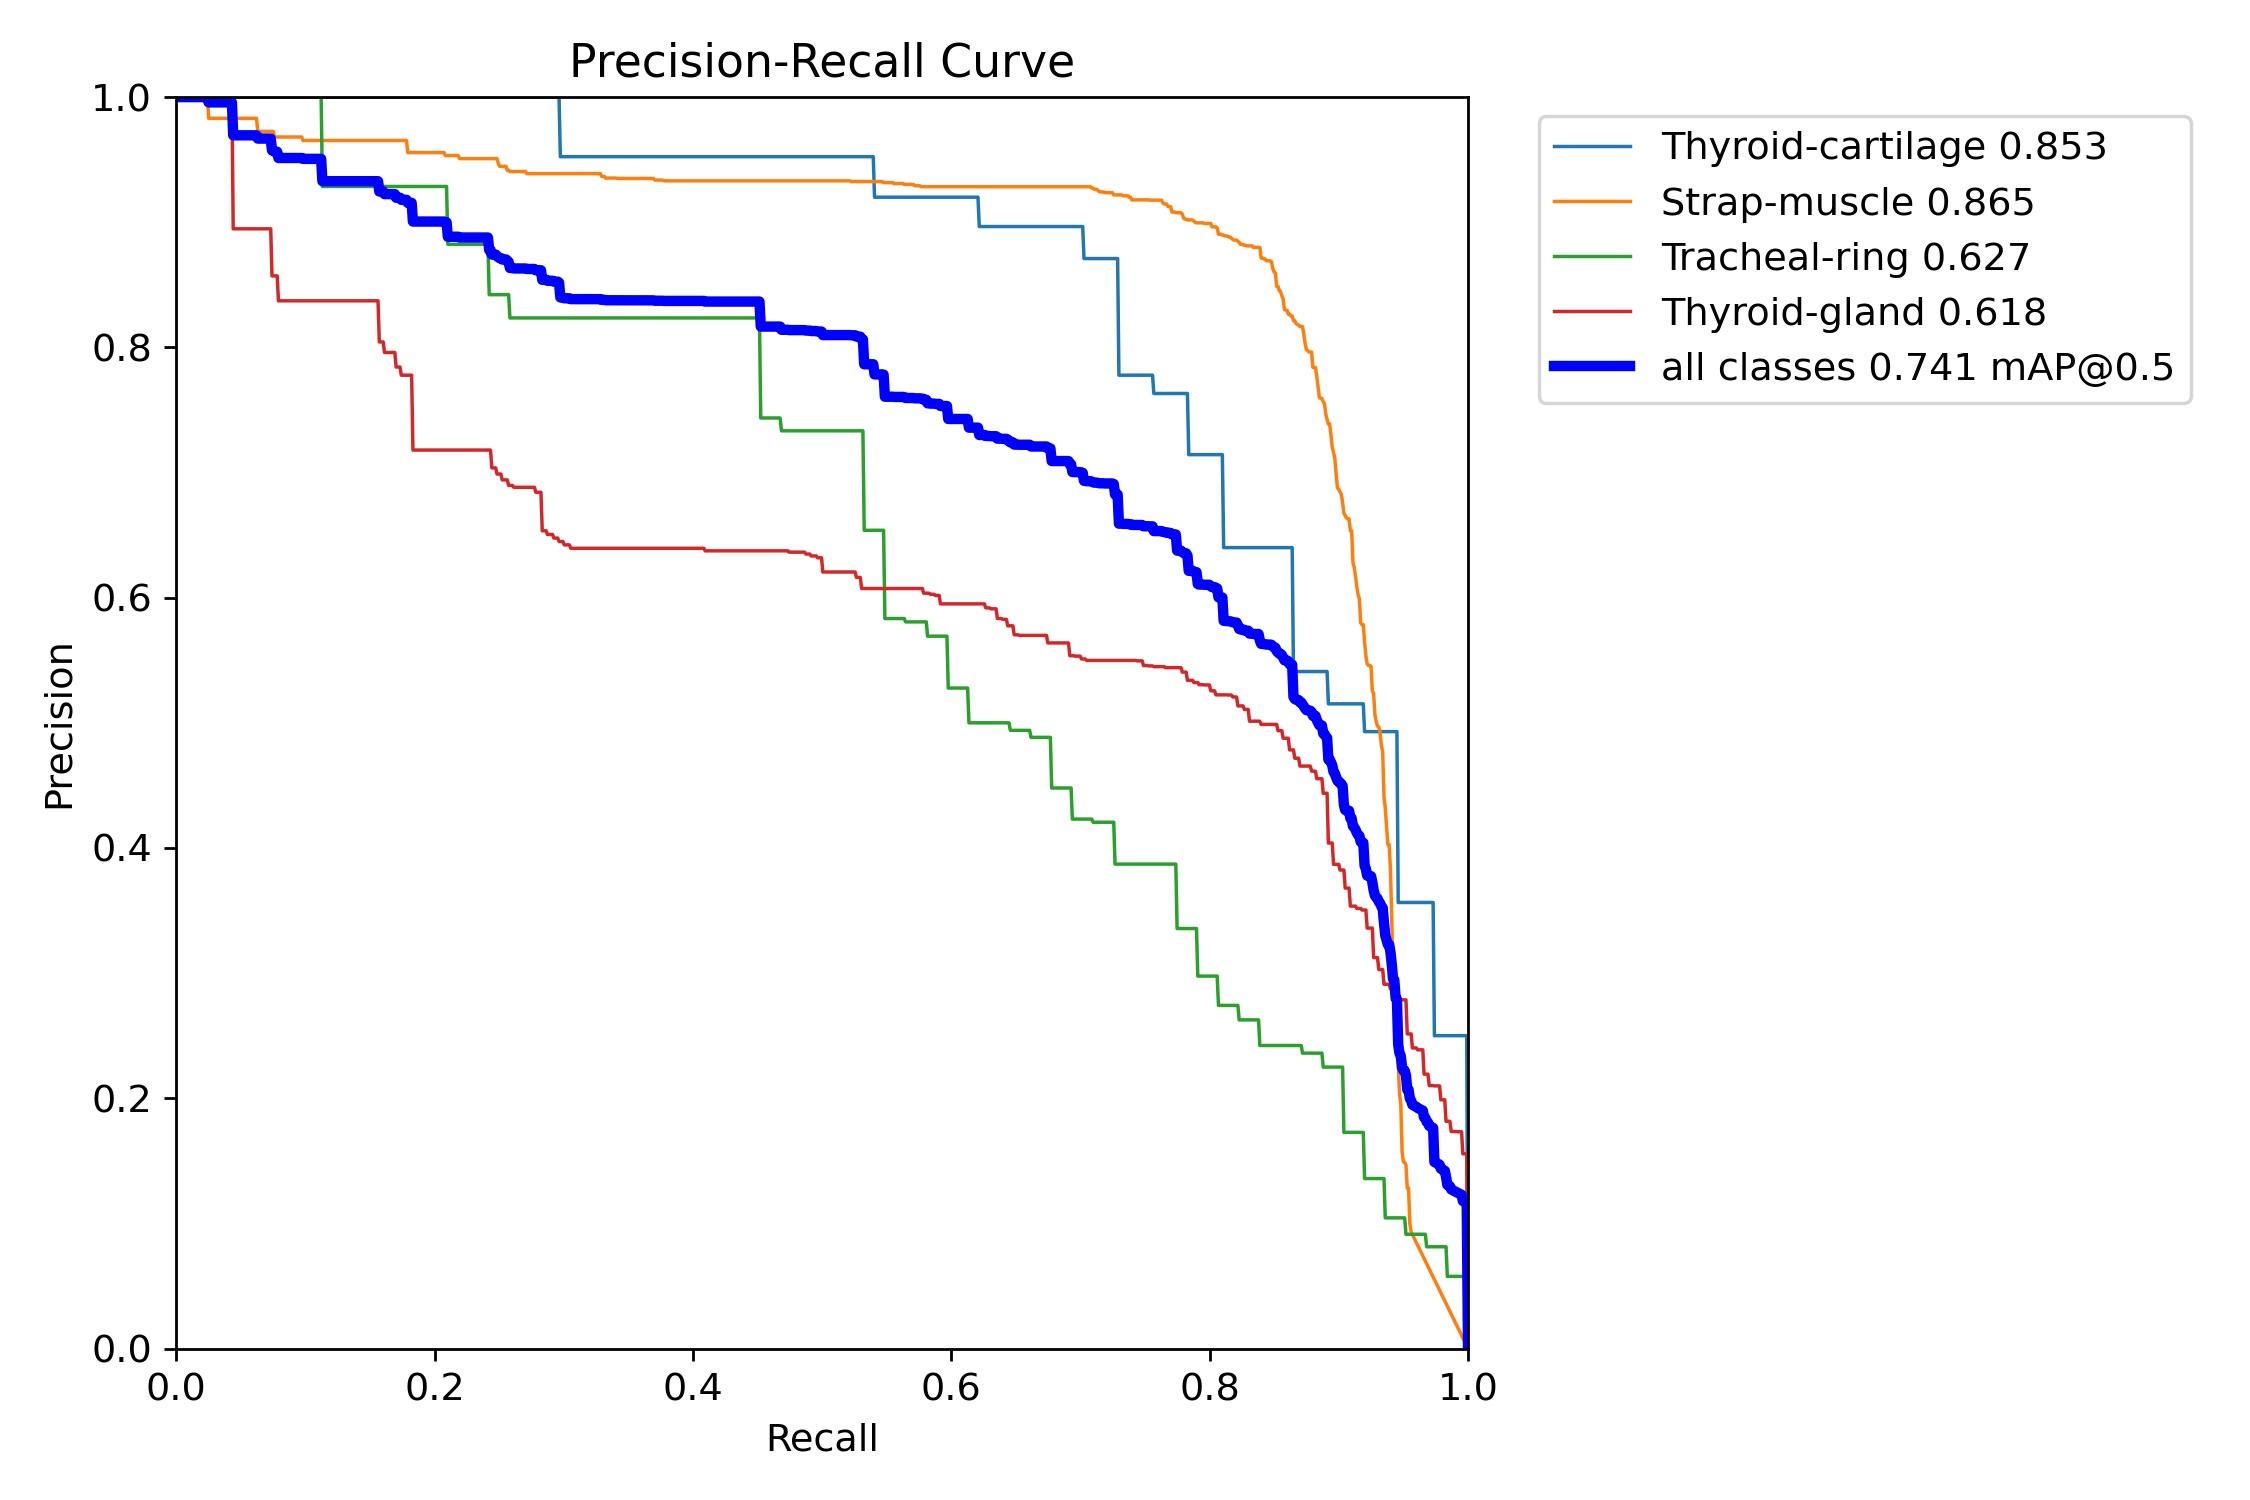 Precision-Recall Curve
1.0
0.8
0.6
0.4
0.2
0.0
Precision
0.0 0.2 0.4 0.6 0.8 1.0
Recall
Thyroid-cartilage 0.853
Strap-muscle 0.865
Tracheal-ring 0.627
Thyroid-gland 0.618
all classes 0.741 mAP@0.5